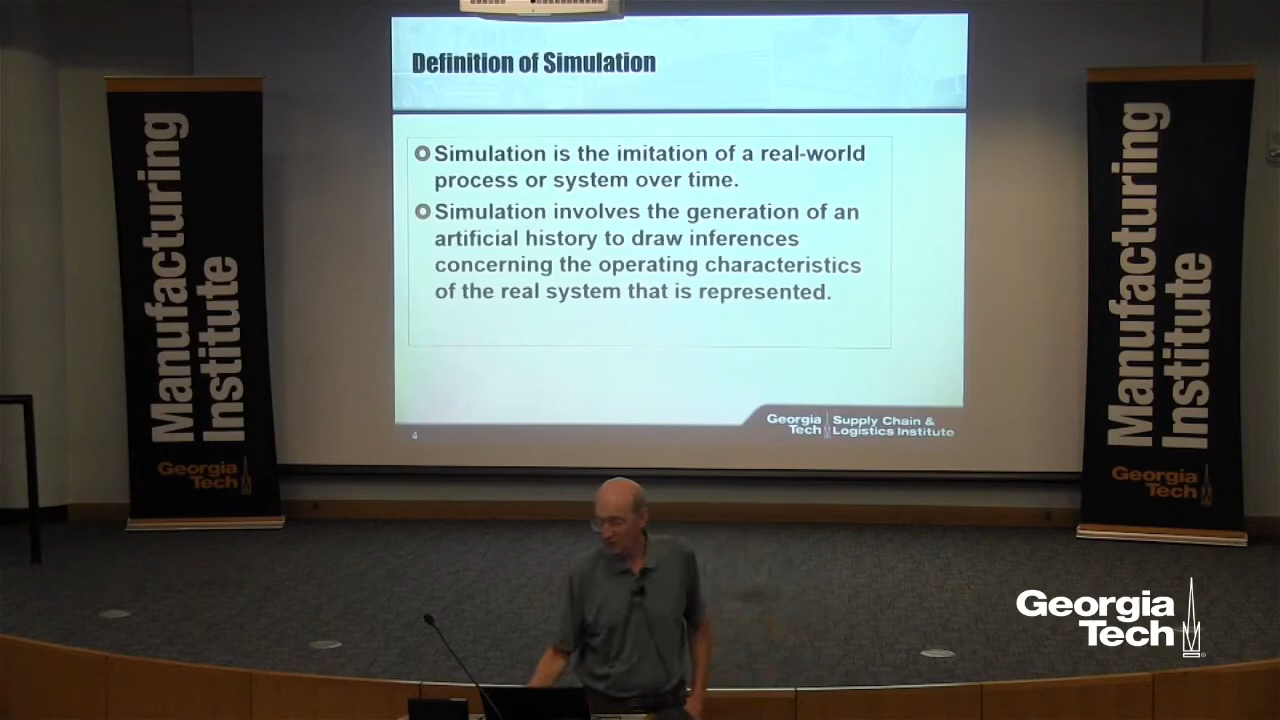 Definition of Simulation
Simulation is the imitation of a real-world
process or system over time.
Simulation involves the generation of an
artificial history to draw inferences
concerning the operating characteristics
of the real system that is represented.
4
Georgia
Tech
Supply Chain &
Logistics Institute
Manufacturing
Institute
Georgia
Tech
Manufacturing
Institute
Georgia
Tech
Georgia
Tech